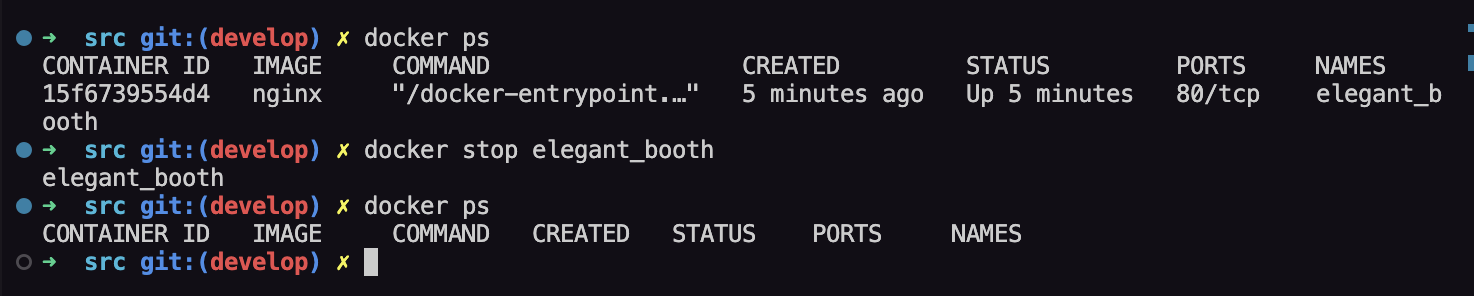 ➜  src git:(develop) ✗ docker ps
CONTAINER ID   IMAGE     COMMAND                  CREATED         STATUS         PORTS     NAMES
15f6739554d4   nginx     "/docker-entrypoint.…"   5 minutes ago   Up 5 minutes   80/tcp    elegant_b
ooth
➜  src git:(develop) ✗ docker stop elegant_booth
elegant_booth
➜  src git:(develop) ✗ docker ps
CONTAINER ID   IMAGE     COMMAND   CREATED   STATUS    PORTS     NAMES
➜  src git:(develop) ✗